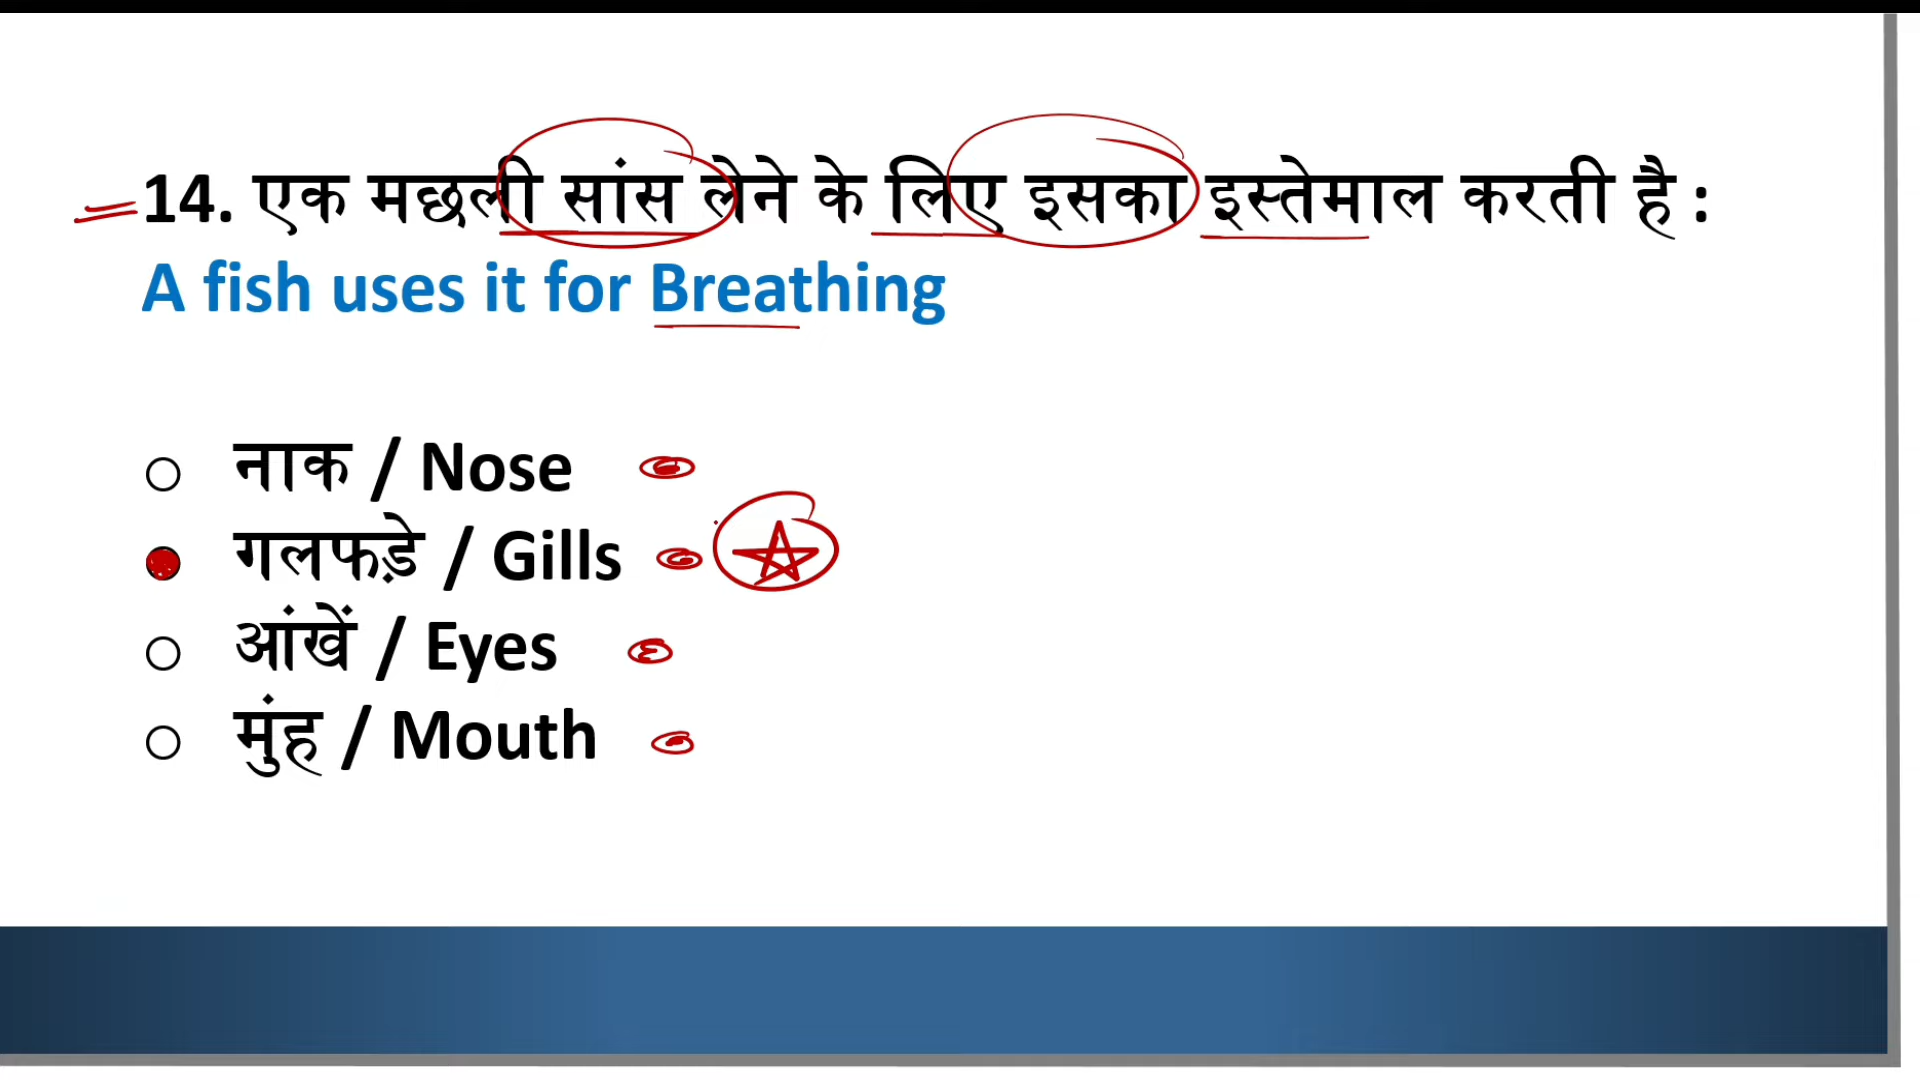 14. एक मछली सांस लेने के लिए इसका इस्तेमाल करती है :
A fish uses it for Breathing
नाक / Nose
गलफड़े / Gills
आंखें / Eyes
मुंह / Mouth